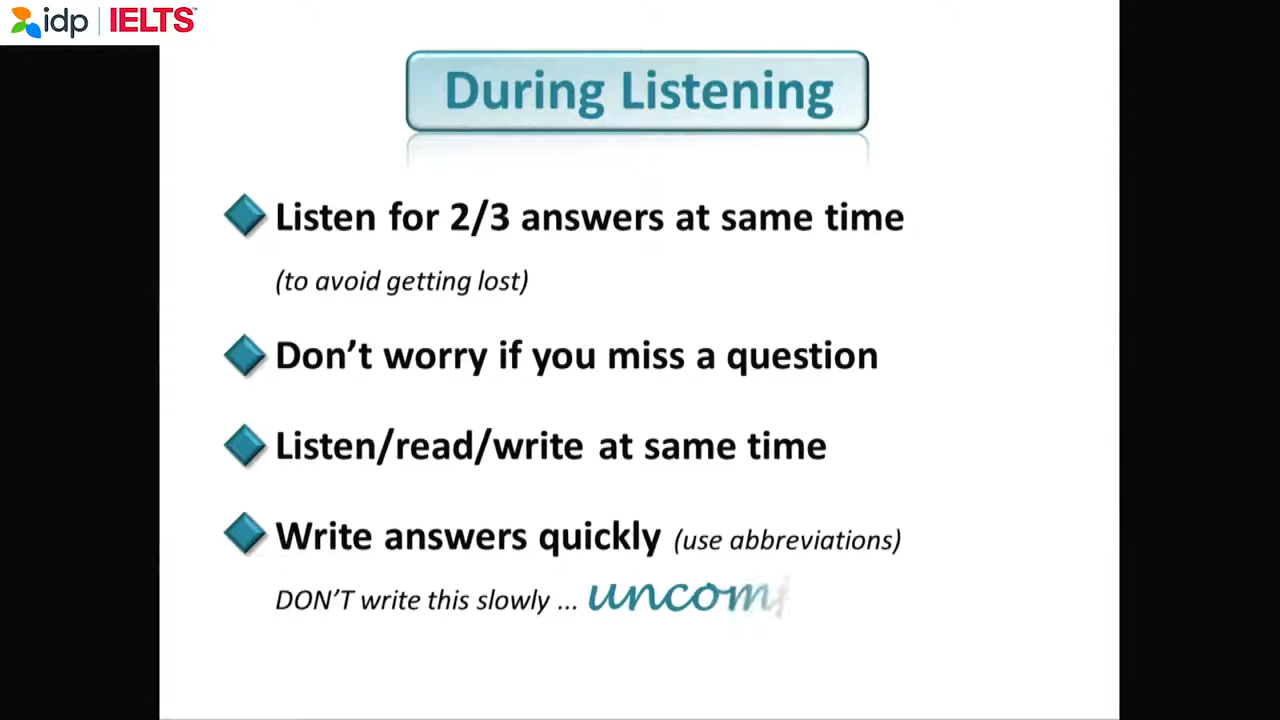 idp IELTS™
During Listening
Listen for 2/3 answers at same time
(to avoid getting lost)
Don't worry if you miss a question
Listen/read/write at same time
Write answers quickly (use abbreviations)
DON'T write this slowly ... uncom